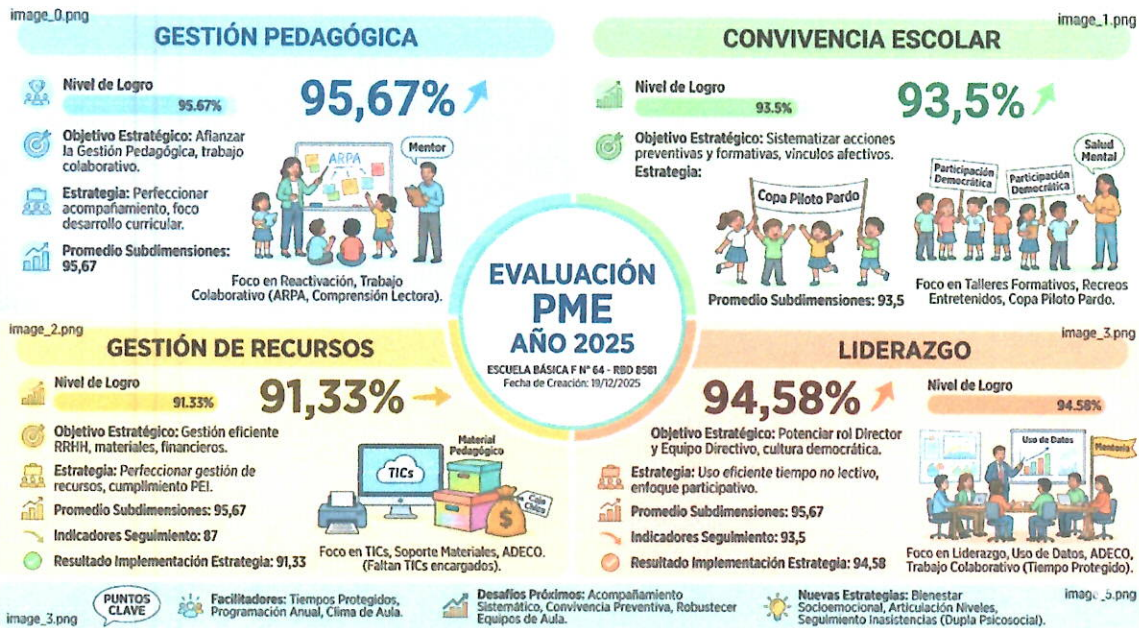 image_0.png
GESTIÓN PEDAGÓGICA
Nivel de Logro
95.67%
95,67%
Objetivo Estratégico: Afianzar
la Gestión Pedagógica, trabajo
colaborativo.
Estrategia: Perfeccionar
acompañamiento, foco
desarrollo curricular.
Promedio Subdimensiones:
95,67
ARPA
Mentor
Foco en Reactivación, Trabajo
Colaborativo (ARPA, Comprensión Lectora).
image_1.png
CONVIVENCIA ESCOLAR
Nivel de Logro
93.5%
93,5%
Objetivo Estratégico: Sistematizar acciones
preventivas y formativas, vínculos afectivos.
Estrategia:
Copa Piloto Pardo
Promedio Subdimensiones: 93,5
Participación
Democrática
Participación
Democrática
Salud
Mental
Foco en Talleres Formativos, Recreos
Entretenidos, Copa Piloto Pardo.
EVALUACIÓN
PME
AÑO 2025
ESCUELA BÁSICA F N° 64 - RBD 8581
Fecha de Creación: 19/12/2025
image_2.png
GESTIÓN DE RECURSOS
Nivel de Logro
91.33%
91,33%
Objetivo Estratégico: Gestión eficiente
RRHH, materiales, financieros.
Estrategia: Perfeccionar gestión de
recursos, cumplimiento PEI.
Promedio Subdimensiones: 95,67
Indicadores Seguimiento: 87
Resultado Implementación Estrategia: 91,33
TICs
Material
Pedagógico
Caja
Chica
$
Foco en TICs, Soporte Materiales, ADECO.
(Faltan TICs encargados).
image_3.png
LIDERAZGO
94,58%
Nivel de Logro
94.58%
Objetivo Estratégico: Potenciar rol Director
y Equipo Directivo, cultura democrática.
Estrategia: Uso eficiente tiempo no lectivo,
enfoque participativo.
Promedio Subdimensiones: 95,67
Indicadores Seguimiento: 93,5
Resultado Implementación Estrategia: 94,58
Uso de Datos
Mentoría
Foco en Liderazgo, Uso de Datos, ADECO,
Trabajo Colaborativo (Tiempo Protegido).
image_3.png
PUNTOS
CLAVE
Facilitadores: Tiempos Protegidos,
Programación Anual, Clima de Aula.
Desafíos Próximos: Acompañamiento
Sistemático, Convivencia Preventiva, Robustecer
Equipos de Aula.
Nuevas Estrategias: Bienestar
Socioemocional, Articulación Niveles,
Seguimiento Inasistencias (Dupla Psicosocial).
image_5.png